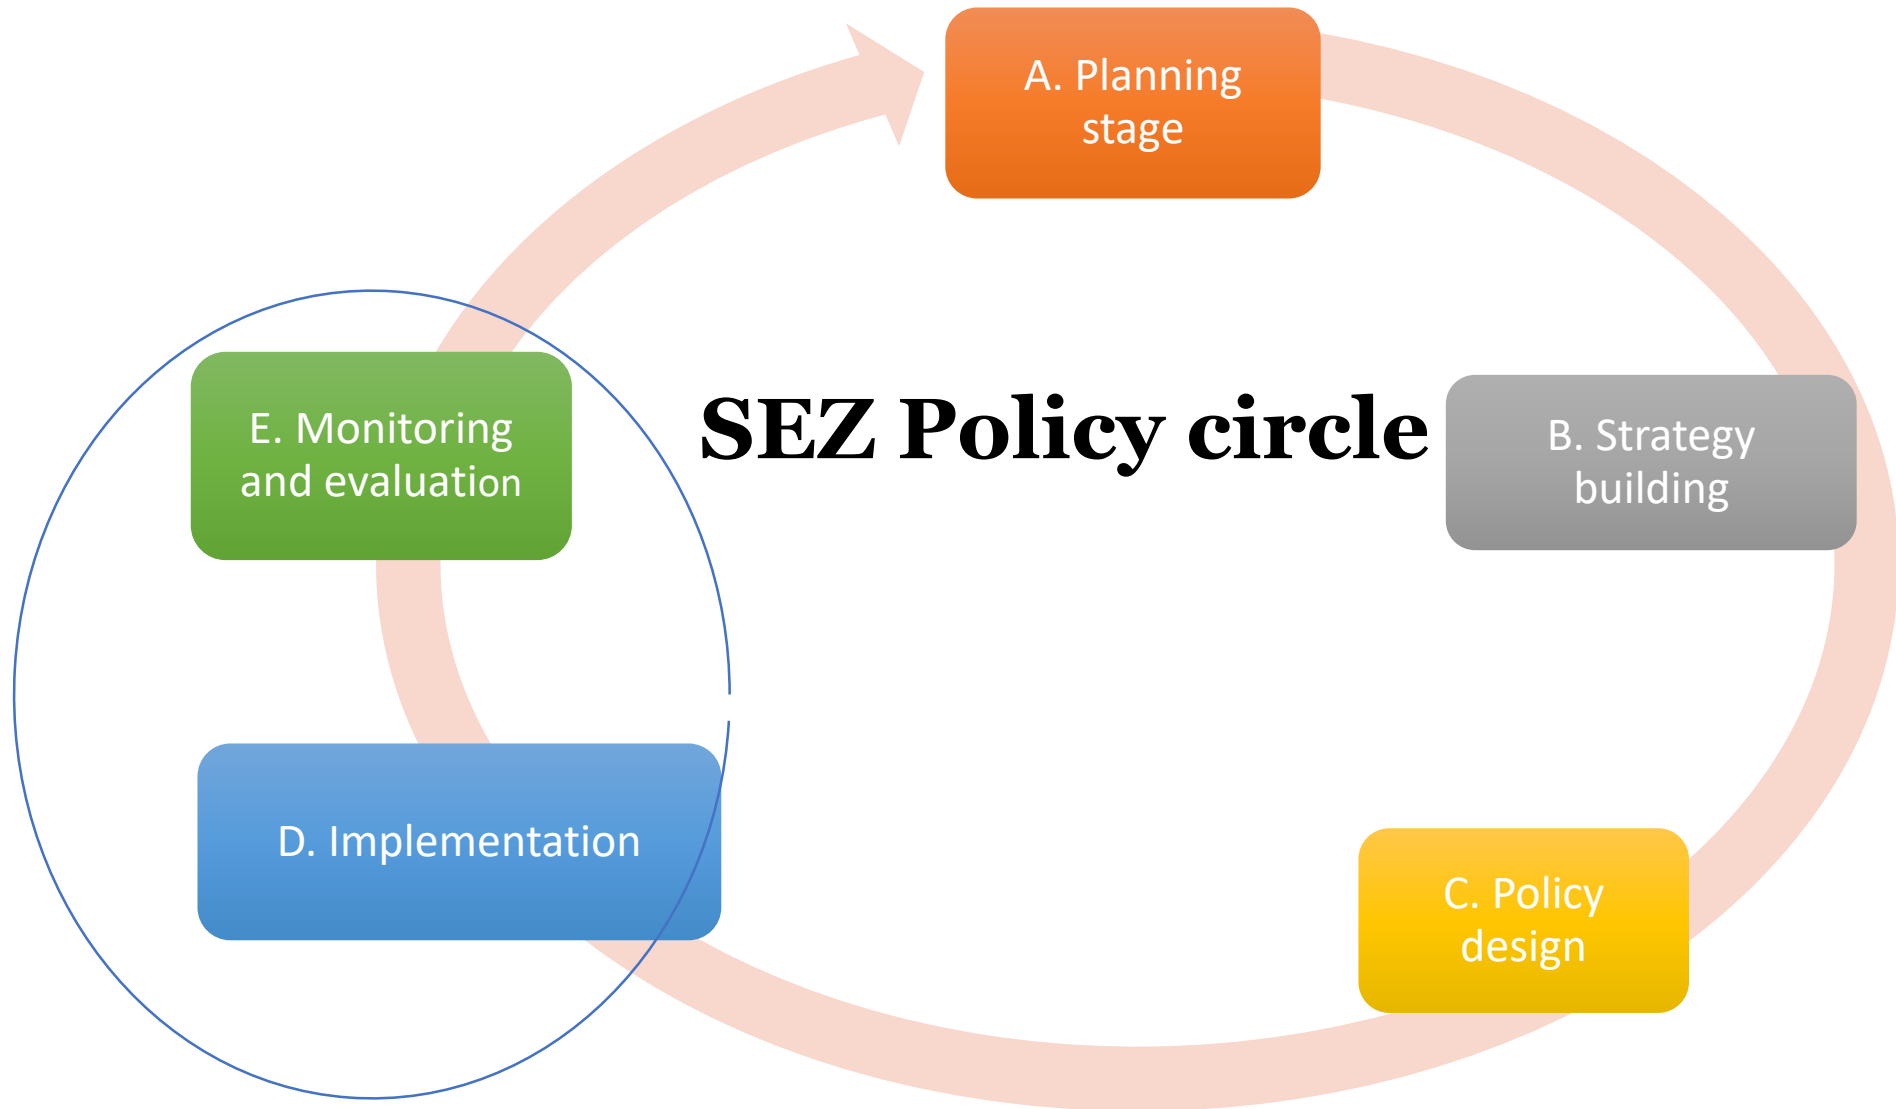 A. Planning
stage
SEZ Policy circle
B. Strategy
building
C. Policy
design
D. Implementation
E. Monitoring
and evaluation